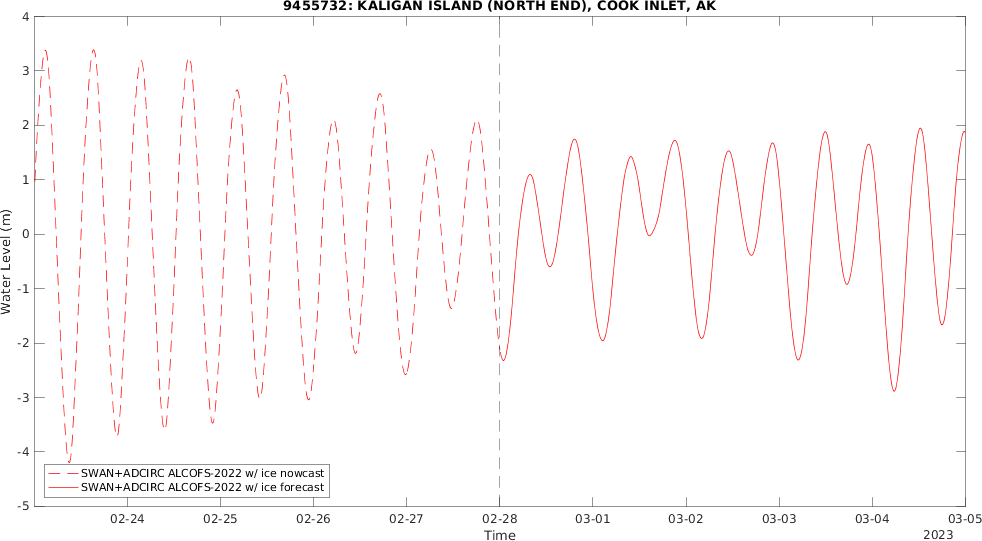 9455732: KALIGAN ISLAND (NORTH END), COOK INLET, AK
Water Level (m)
4
3
2
1
0
-1
-2
-3
-4
-5
SWAN+ADCIRC ALCOFS-2022 w/ ice nowcast
SWAN+ADCIRC ALCOFS-2022 w/ ice forecast
02-24 02-25 02-26 02-27 02-28 03-01 03-02 03-03 03-04 03-05
Time
2023